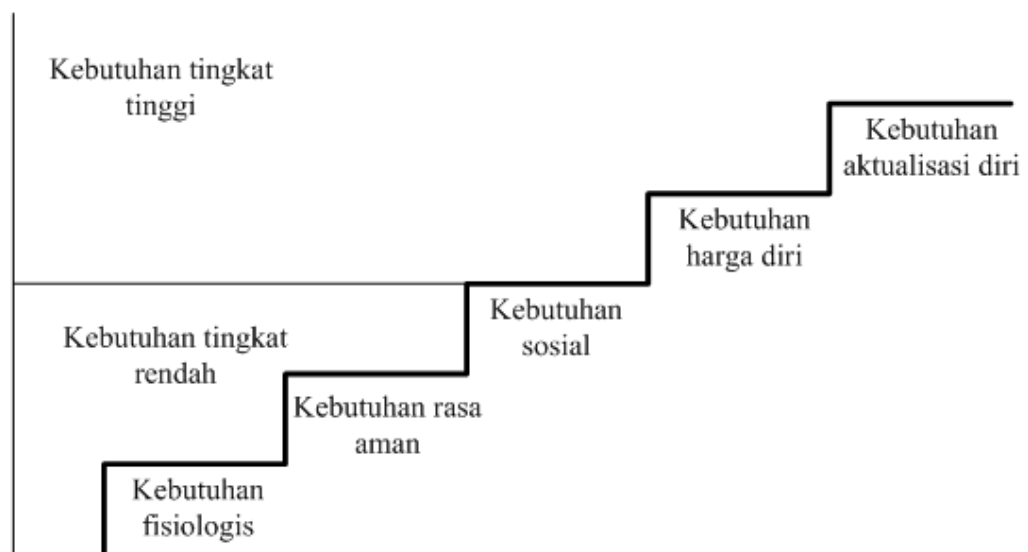 Kebutuhan tingkat
tinggi
Kebutuhan
aktualisasi diri
Kebutuhan
harga diri
Kebutuhan
sosial
Kebutuhan tingkat
rendah
Kebutuhan rasa
aman
Kebutuhan
fisiologis